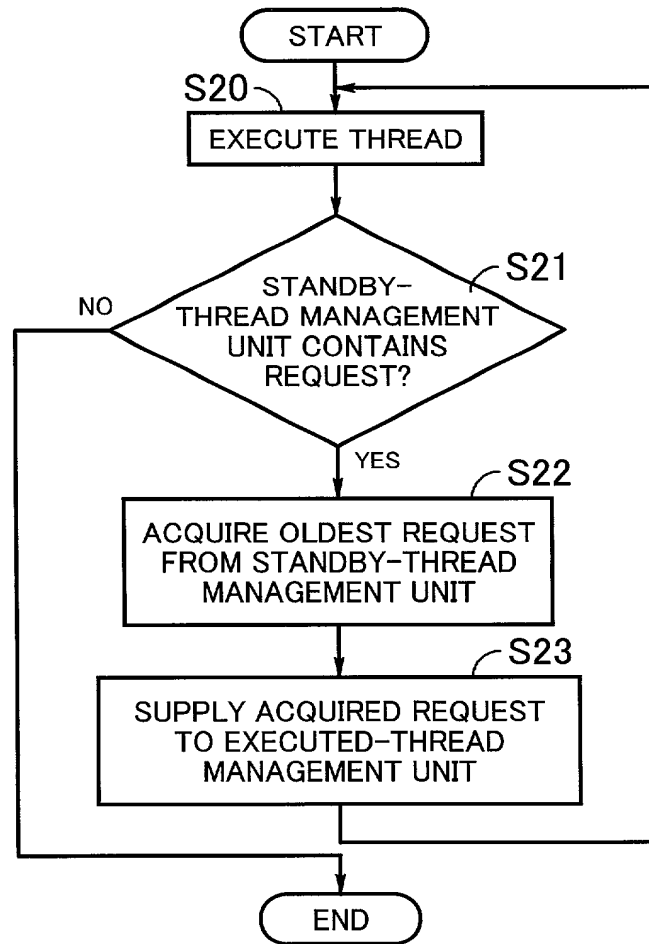 START
S20
EXECUTE THREAD
S21
STANDBY-
THREAD MANAGEMENT
UNIT CONTAINS
REQUEST?
NO
YES
S22
ACQUIRE OLDEST REQUEST
FROM STANDBY-THREAD
MANAGEMENT UNIT
S23
SUPPLY ACQUIRED REQUEST
TO EXECUTED-THREAD
MANAGEMENT UNIT
END